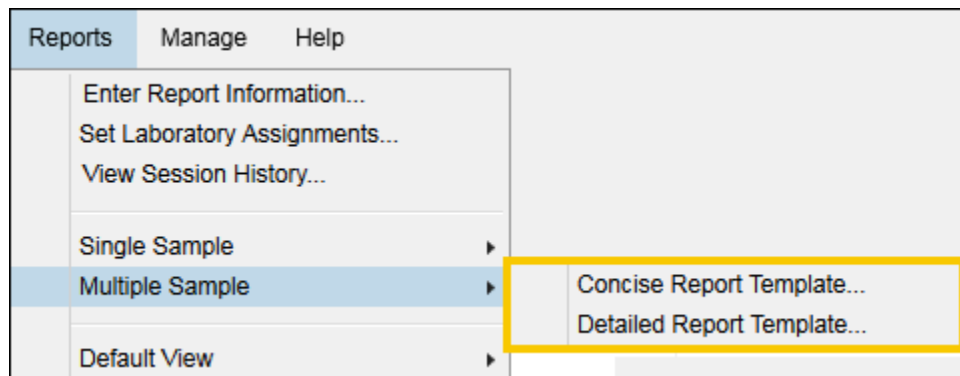 Reports Manage Help
Enter Report Information...
Set Laboratory Assignments...
View Session History...
Single Sample
Multiple Sample
Concise Report Template...
Detailed Report Template...
Default View